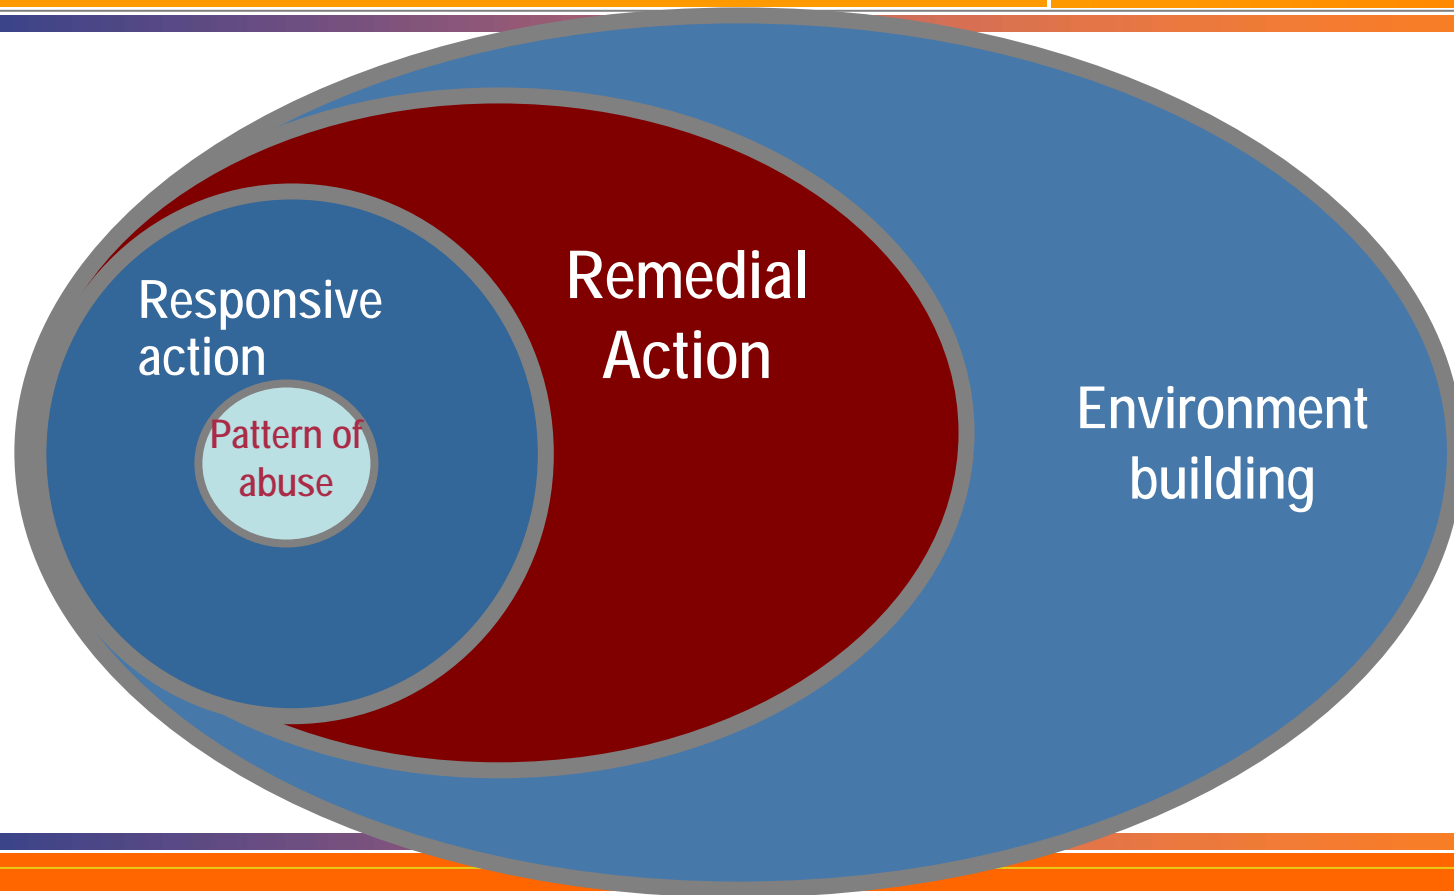 Responsive
action
Pattern of
abuse
Remedial
Action
Environment
building